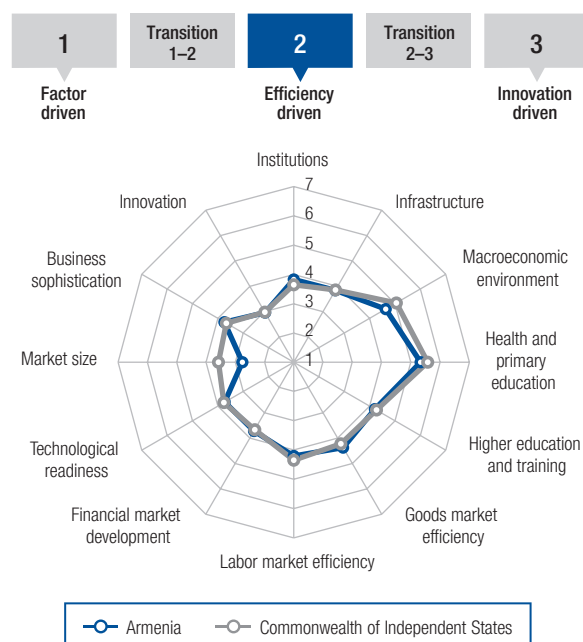 1
Transition
1–2
2
Transition
2–3
3
Factor
driven
Efficiency
driven
Innovation
driven
Institutions
Infrastructure
Macroeconomic
environment
Health and
primary
education
Higher education
and training
Goods market
efficiency
Labor market efficiency
Financial market
development
Technological
readiness
Market size
Business
sophistication
Innovation
7
6
5
4
3
2
1
Armenia
Commonwealth of Independent States